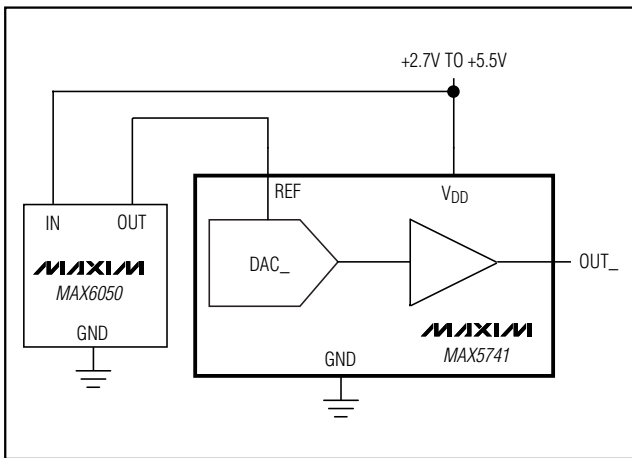 +2.7V TO +5.5V
REF
VDD
IN
OUT
DAC_
OUT_
MAXIM
MAX6050
MAXIM
MAX5741
GND
GND